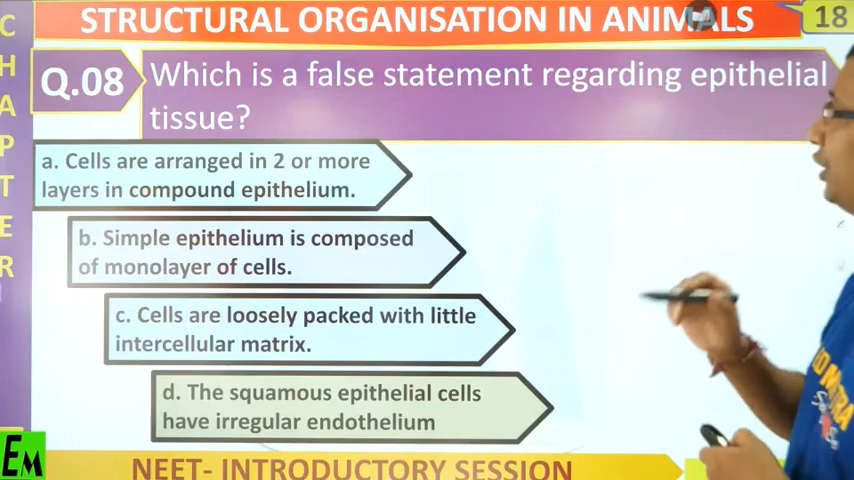 STRUCTURAL ORGANISATION IN ANIMALS
18
CHAPTER
Q.08
Which is a false statement regarding epithelial
tissue?
a. Cells are arranged in 2 or more
layers in compound epithelium.
b. Simple epithelium is composed
of monolayer of cells.
c. Cells are loosely packed with little
intercellular matrix.
d. The squamous epithelial cells
have irregular endothelium
EM
NEET- INTRODUCTORY SESSION